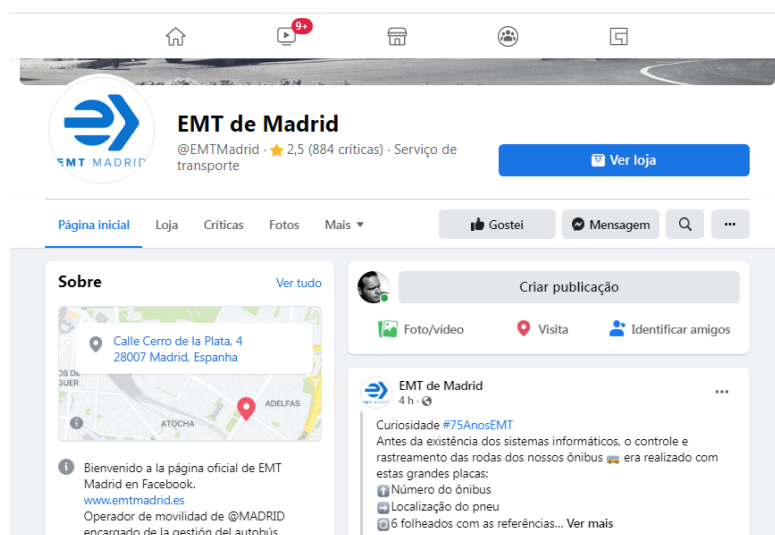 9+
EMT MADRID
EMT de Madrid
@EMTMadrid · 2,5 (884 críticas) · Serviço de
transporte
Ver loja
Página inicial
Loja
Críticas
Fotos
Mais
Gostei
Mensagem
Sobre
Ver tudo
Calle Cerro de la Plata, 4
28007 Madrid, Espanha
ADELFAS
ATOCHA
Bienvenido a la página oficial de EMT
Madrid en Facebook.
www.emtmadrid.es
Operador de movilidad de @MADRID
encargado de la gestión del autobús
Criar publicação
Foto/vídeo
Visita
Identificar amigos
EMT de Madrid
4 h ·
Curiosidade #75AnosEMT
Antes da existência dos sistemas informáticos, o controle e
rastreamento das rodas dos nossos ônibus era realizado com
estas grandes placas:
Número do ônibus
Localização do pneu
6 folheados com as referências... Ver mais